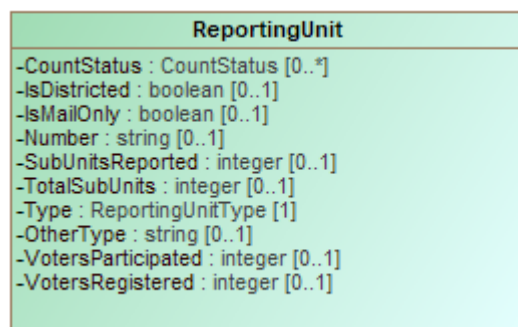 ReportingUnit
-CountStatus : CountStatus [0..*]
-IsDistricted : boolean [0..1]
-IsMailOnly : boolean [0..1]
-Number : string [0..1]
-SubUnitsReported : integer [0..1]
-TotalSubUnits : integer [0..1]
-Type : ReportingUnitType [1]
-OtherType : string [0..1]
-VotersParticipated : integer [0..1]
-VotersRegistered : integer [0..1]